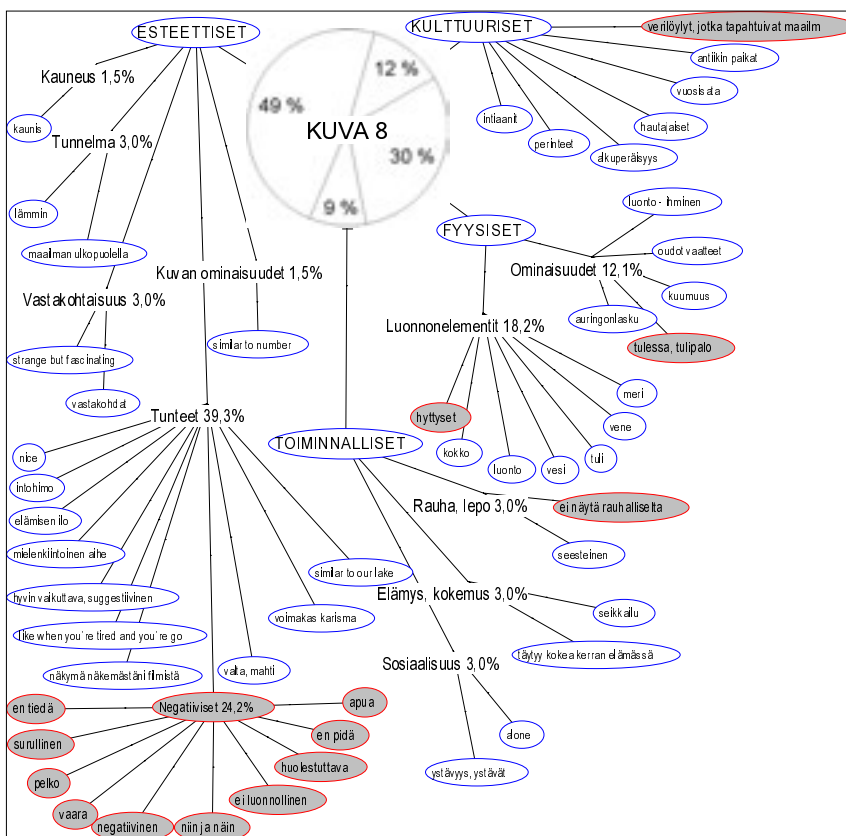 ESTEETTISET
KULTTUURISET
verilöylyt, jotka tapahtuivat maailm
antiikin paikat
vuosisata
hautajaiset
alkuperäisyys
perinteet
intiaanit
12 %
49 %
KUVA 8
30 %
9 %
Kauneus 1,5%
kaunis
Tunnelma 3,0%
lämmin
maailman ulkopuolella
Vastakohtaisuus 3,0%
strange but fascinating
vastakohdat
Kuvan ominaisuudet 1,5%
similar to number
FYYSISET
luonto - ihminen
oudot vaatteet
Ominaisuudet 12,1%
kuumuus
auringonlasku
tulessa, tulipalo
Luonnonelementit 18,2%
meri
vene
tuli
vesi
luonto
kokko
hyttyset
Tunteet 39,3%
nice
intohimo
elämisen ilo
mielenkiintoinen aihe
hyvin vaikuttava, suggestiivinen
like when you're tired and you're go
näkymä näkemästäni filmistä
valta, mahti
voimakas karisma
similar to our lake
TOIMINNALLISET
Rauha, lepo 3,0%
ei näytä rauhalliselta
seesteinen
Elämys, kokemus 3,0%
seikkailu
täytyy kokea kerran elämässä
Sosiaalisuus 3,0%
alone
ystävyys, ystävät
Negatiiviset 24,2%
en tiedä
surullinen
pelko
vaara
negatiivinen
niin ja näin
ei luonnollinen
huolestuttava
en pidä
apua